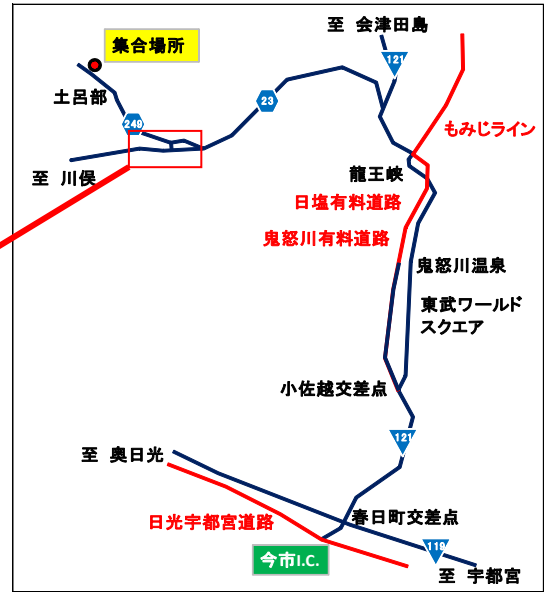 至 会津田島
集合場所
121
土呂部
23
249
もみじライン
至 川俣
龍王峡
日塩有料道路
鬼怒川有料道路
鬼怒川温泉
東武ワールド
スクエア
小佐越交差点
121
至 奥日光
日光宇都宮道路
春日町交差点
119
今市I.C.
至 宇都宮